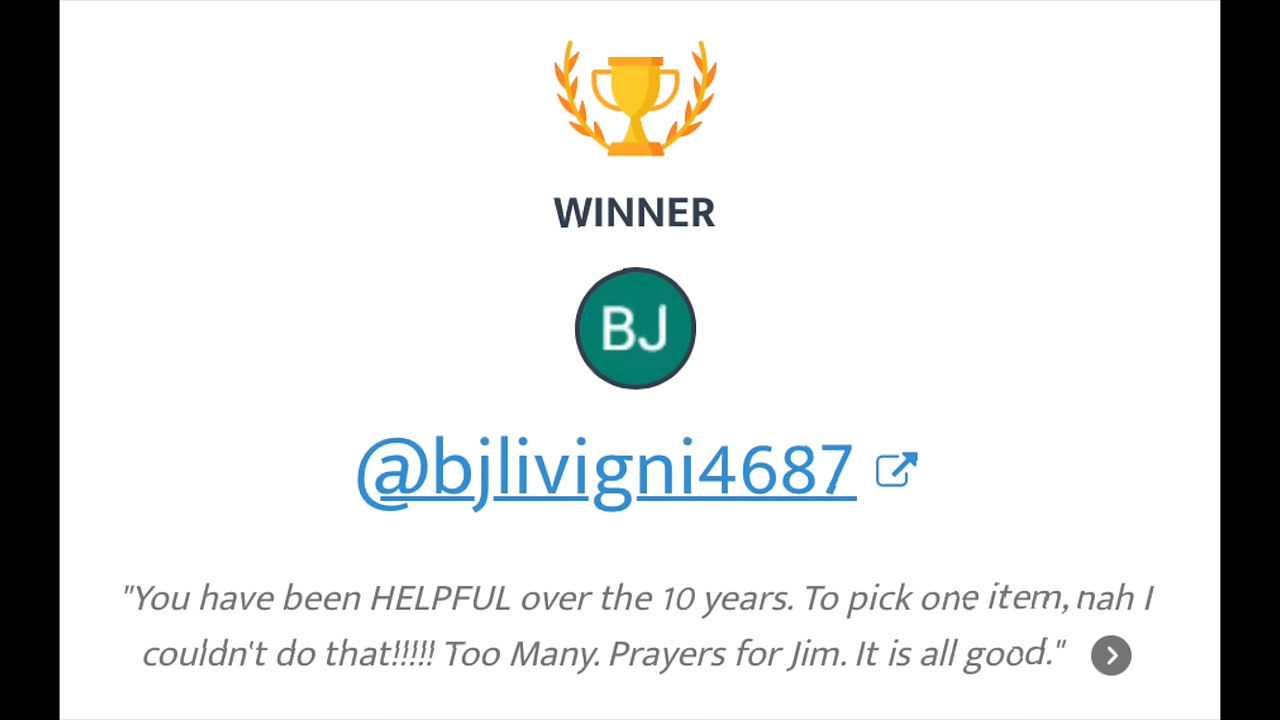 WINNER
BJ
@bjlivigni4687
"You have been HELPFUL over the 10 years. To pick one item, nah I
couldn't do that!!!!! Too Many. Prayers for Jim. It is all good."